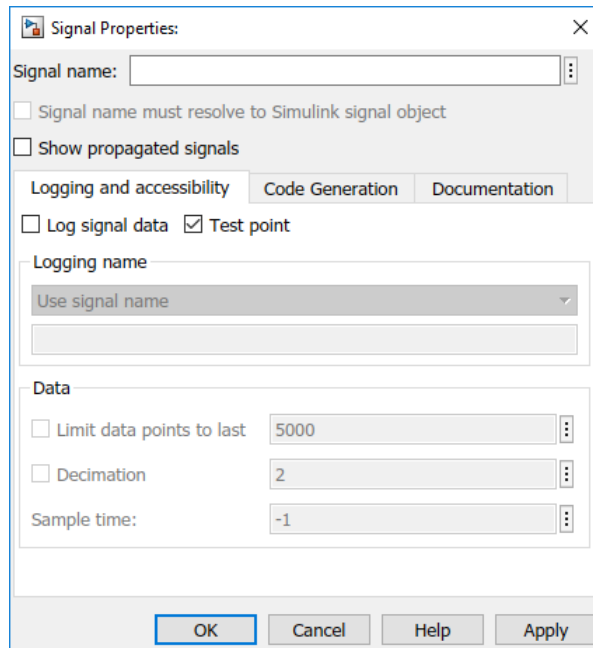 Signal Properties:
Signal name:
Signal name must resolve to Simulink signal object
Show propagated signals
Logging and accessibility Code Generation Documentation
Log signal data Test point
Logging name
Use signal name
Data
Limit data points to last 5000
Decimation 2
Sample time: -1
OK Cancel Help Apply